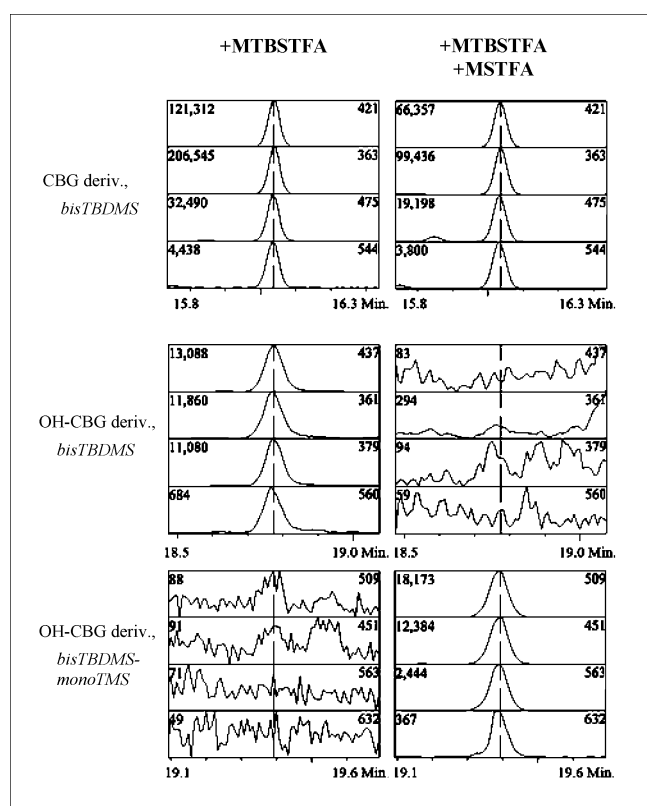 +MTBSTFA
+MTBSTFA
+MSTFA
CBG deriv.,
bisTBDMS
121,312 421
206,545 363
32,490 475
4,438 544
15.8 16.3 Min.
66,357 421
99,436 363
19,198 475
3,800 544
15.8 16.3 Min.
OH-CBG deriv.,
bisTBDMS
13,088 437
11,860 361
11,080 379
684 560
18.5 19.0 Min.
83 437
294 361
94 379
59 560
18.5 19.0 Min.
OH-CBG deriv.,
bisTBDMS-
monoTMS
88 509
91 451
71 563
49 632
19.1 19.6 Min.
18,173 509
12,384 451
2,444 563
367 632
19.1 19.6 Min.